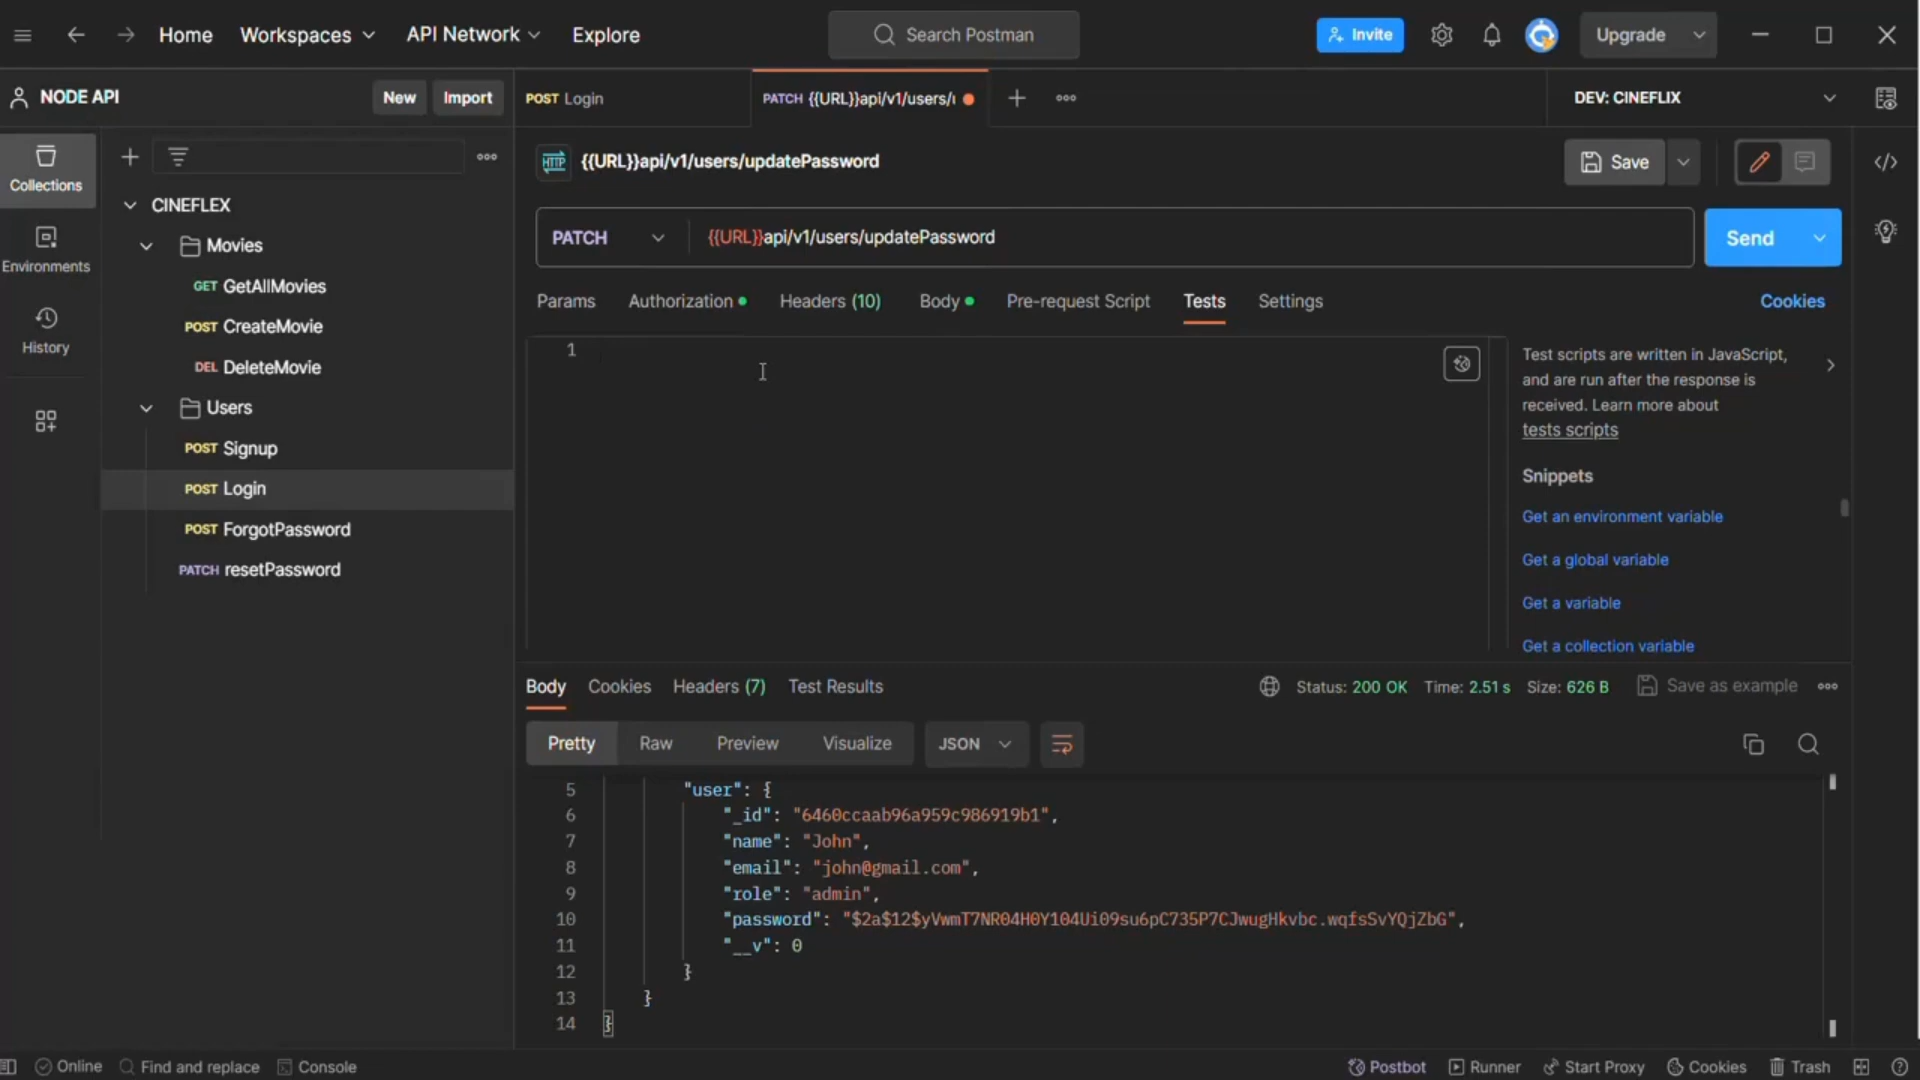 Home Workspaces API Network Explore Search Postman Invite Upgrade
NODE API New Import POST Login PATCH {{URL}}api/v1/users/ DEV: CINEFLIX
{{URL}}api/v1/users/updatePassword Save
Collections
CINEFLEX
Movies
PATCH {{URL}}api/v1/users/updatePassword Send
Environments
GET GetAllMovies
Params Authorization Headers (10) Body Pre-request Script Tests Settings Cookies
POST CreateMovie
History
1
Test scripts are written in JavaScript,
DEL DeleteMovie
and are run after the response is
Users
received. Learn more about
tests scripts
POST Signup
Snippets
POST Login
Get an environment variable
POST ForgotPassword
Get a global variable
PATCH resetPassword
Get a variable
Get a collection variable
Body Cookies Headers (7) Test Results Status: 200 OK Time: 2.51 s Size: 626 B Save as example
Pretty Raw Preview Visualize JSON
5 "user": {
6 "_id": "6460ccaab96a959c986919b1",
7 "name": "John",
8 "email": "john@gmail.com",
9 "role": "admin",
10 "password": "$2a$12$yVwmT7NR04H0Y104Ui09su6pC735P7CJwugHkvbc.wqfsSvYQjZbG",
11 "__v": 0
12 }
13 }
14 }
Online Find and replace Console Postbot Runner Start Proxy Cookies Trash